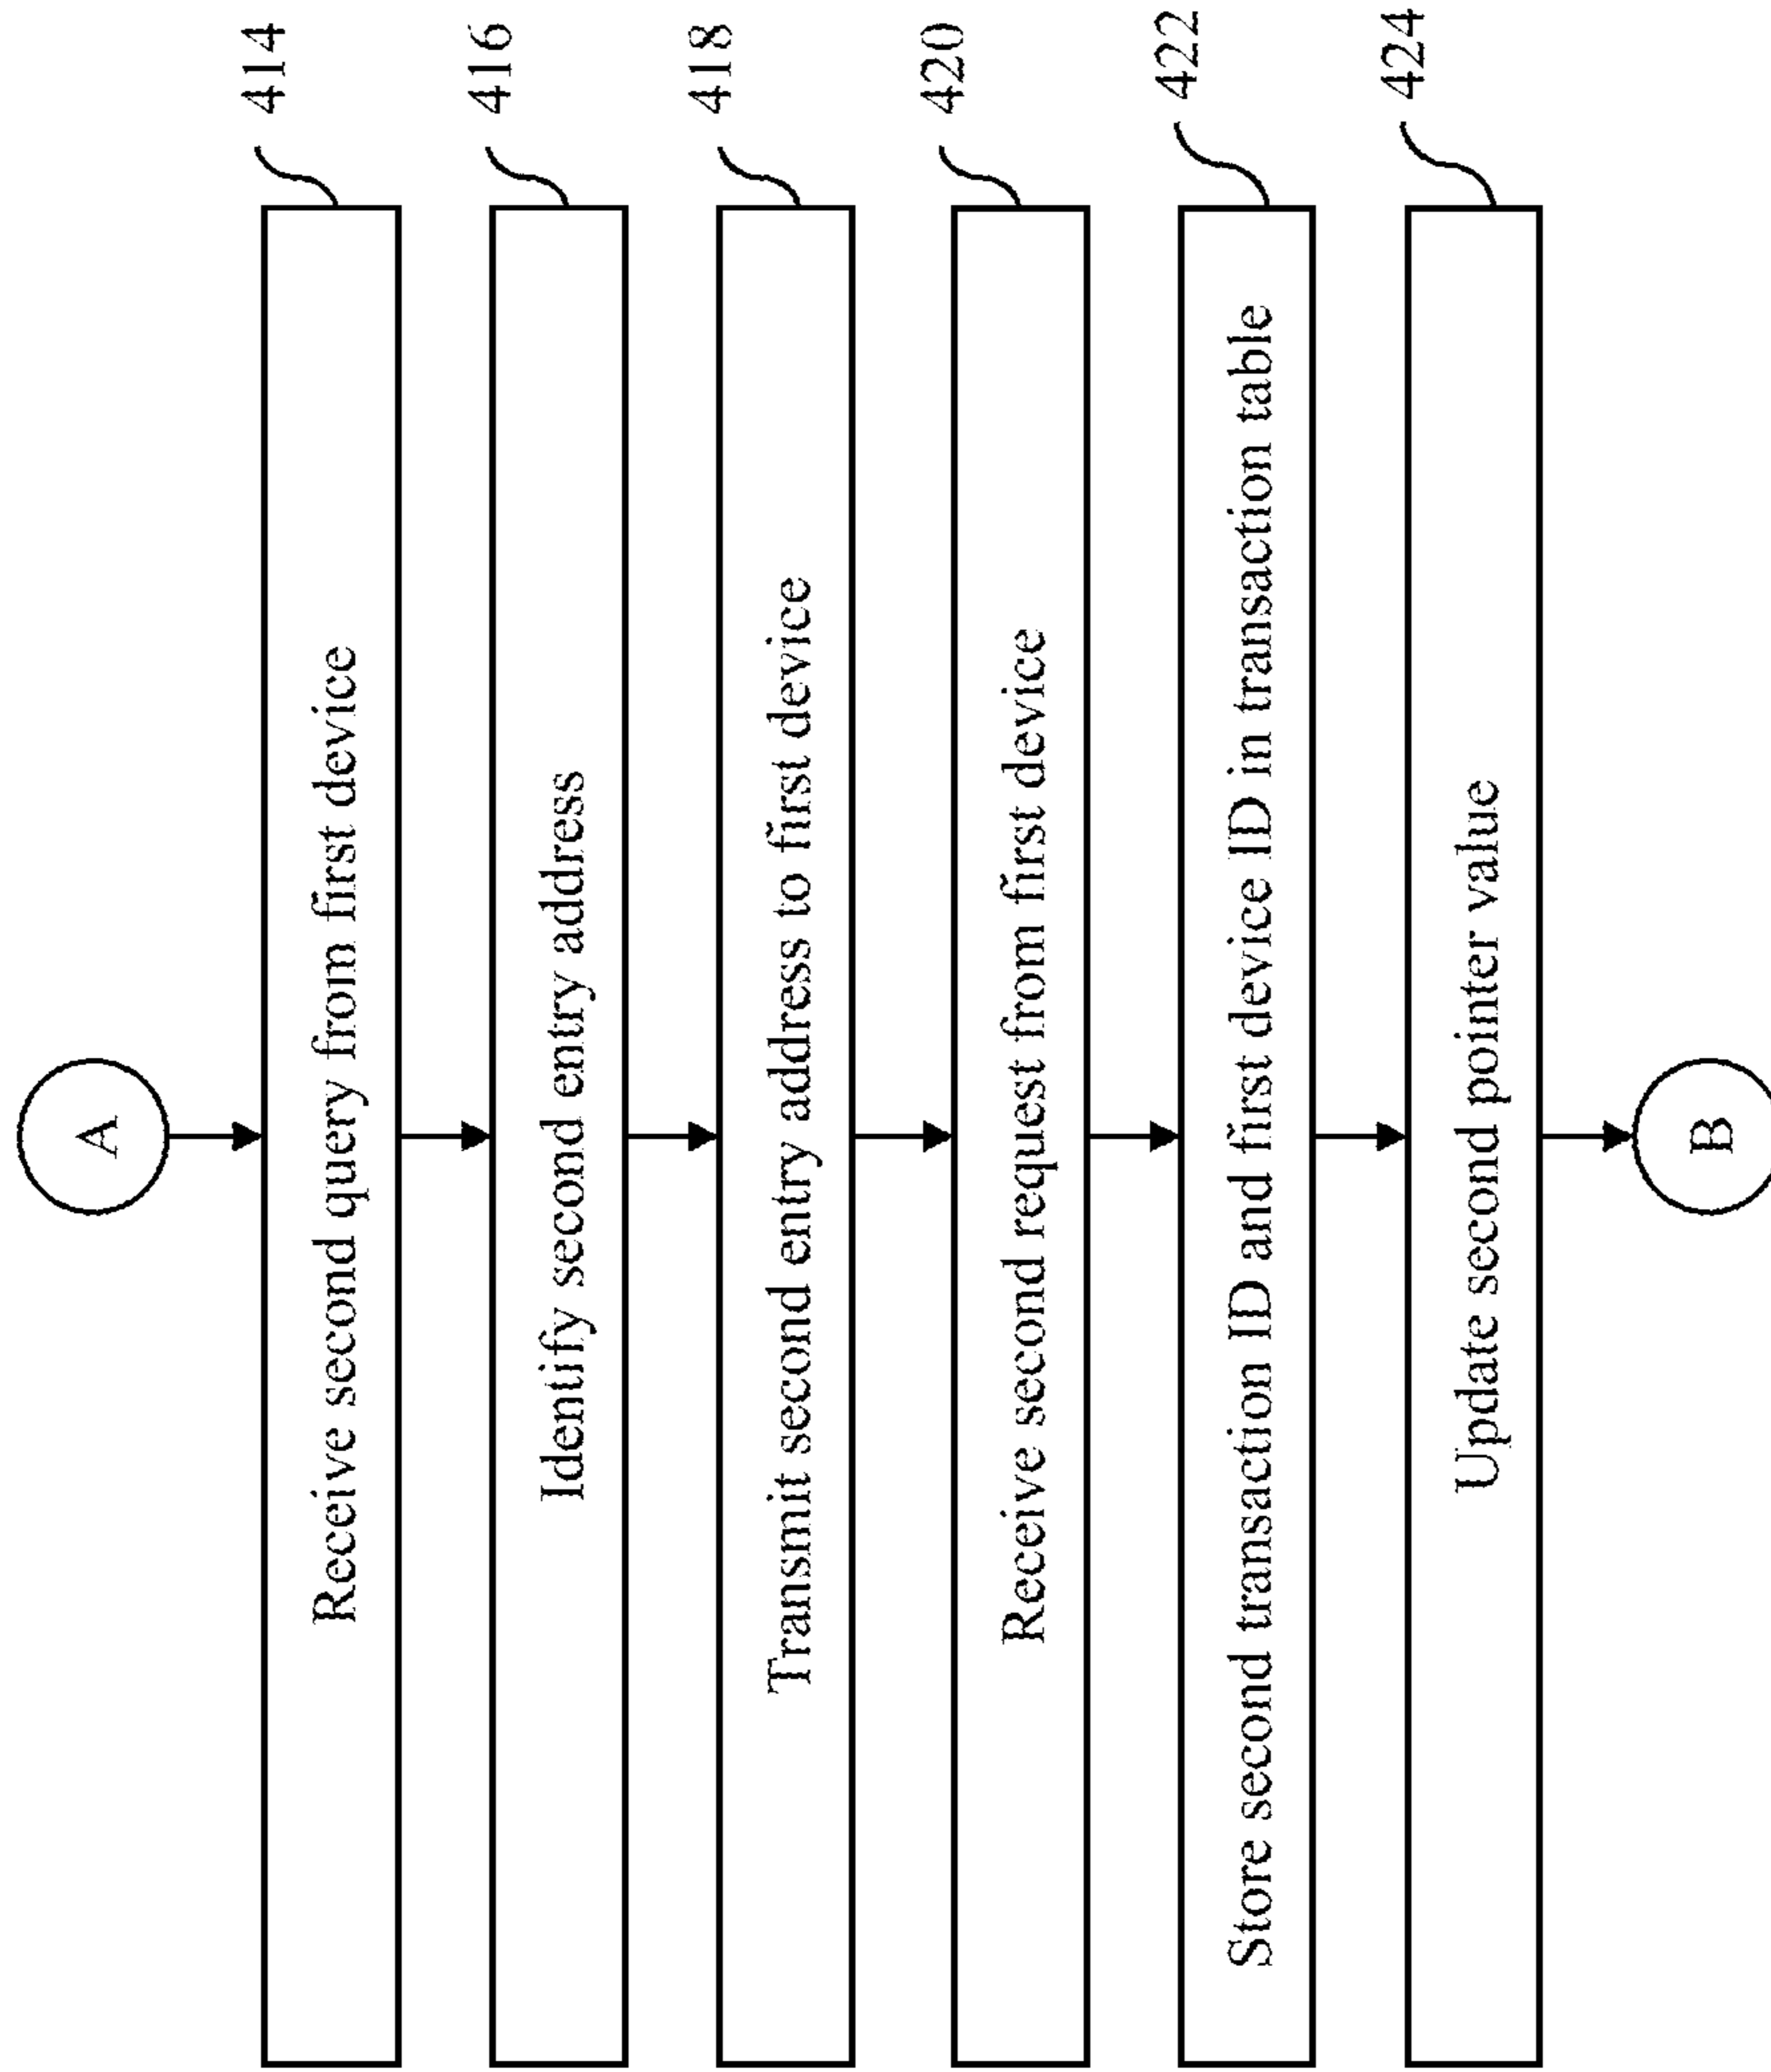 A
414
Receive second query from first device
416
Identify second entry address
418
Transmit second entry address to first device
420
Receive second request from first device
422
Store second transaction ID and first device ID in transaction table
424
Update second pointer value
B